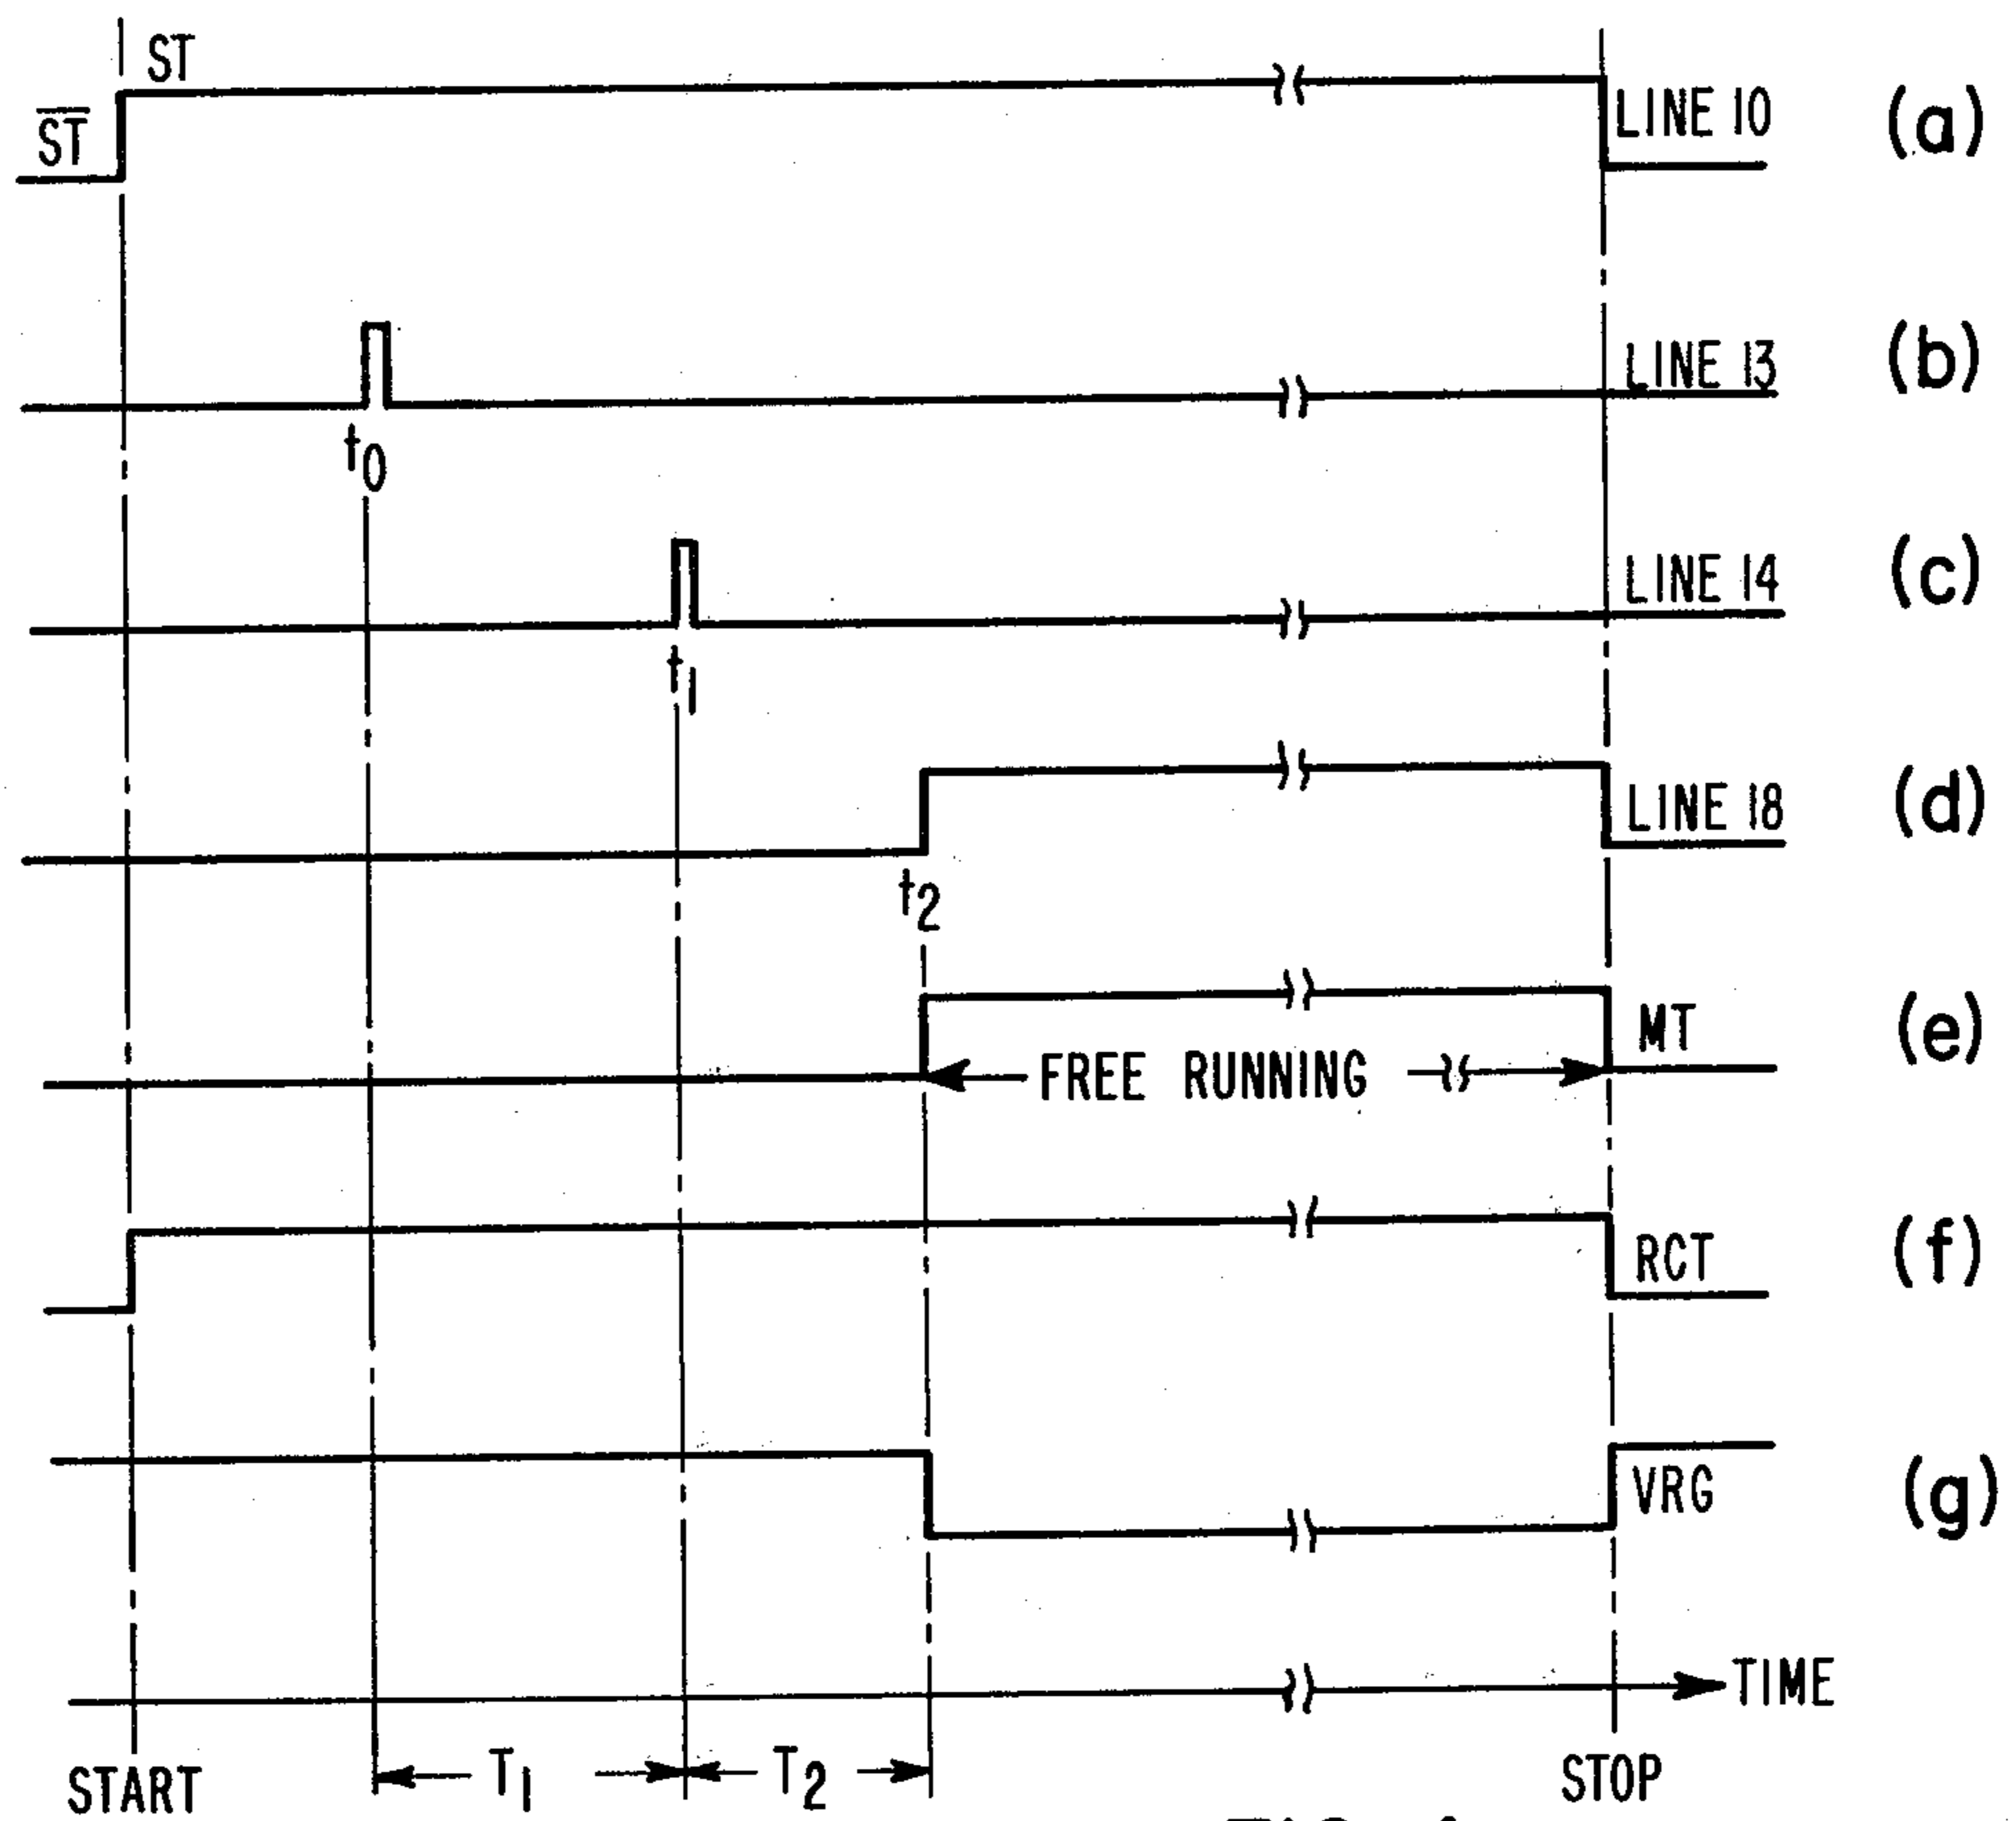 ST
S̅T̅
LINE 10
(a)
LINE 13
(b)
t0
LINE 14
(c)
t1
LINE 18
(d)
t2
MT
(e)
FREE RUNNING
RCT
(f)
VRG
(g)
TIME
START
T1
T2
STOP